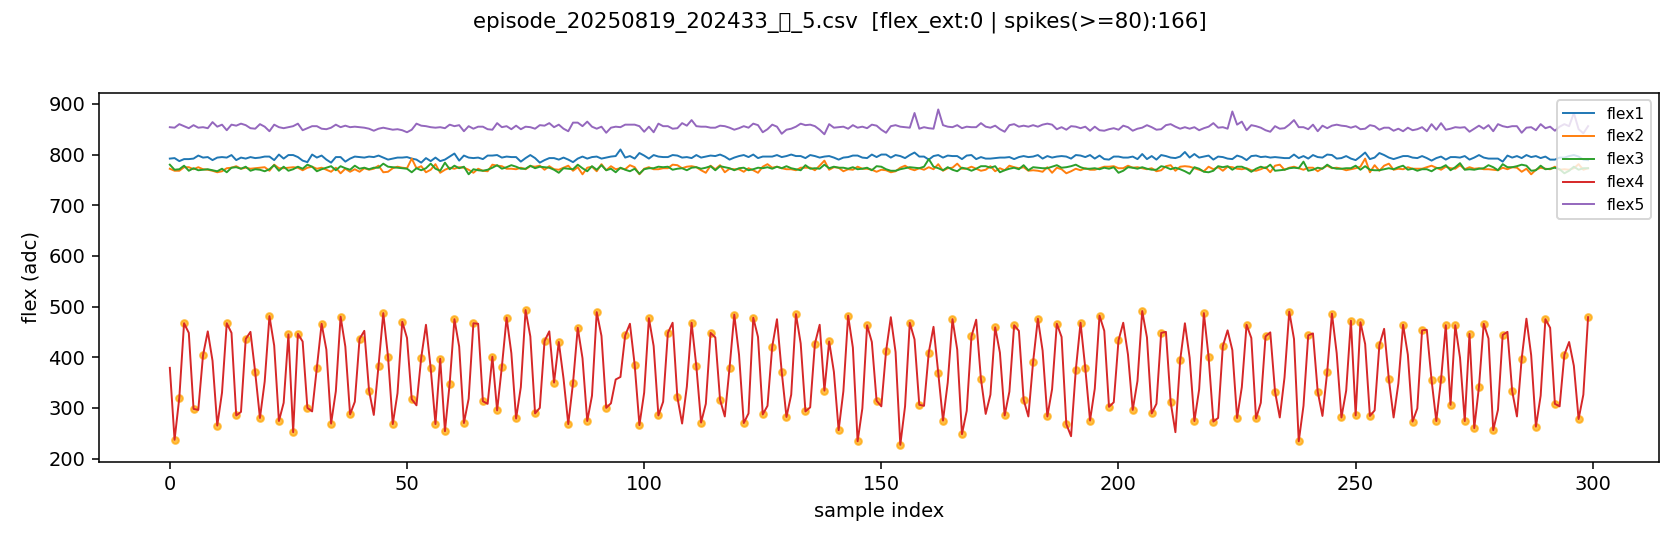 episode_20250819_202433_▯_5.csv [flex_ext:0 | spikes(>=80):166]
900
800
700
600
500
400
300
200
flex (adc)
flex1
flex2
flex3
flex4
flex5
0
50
100
150
200
250
300
sample index